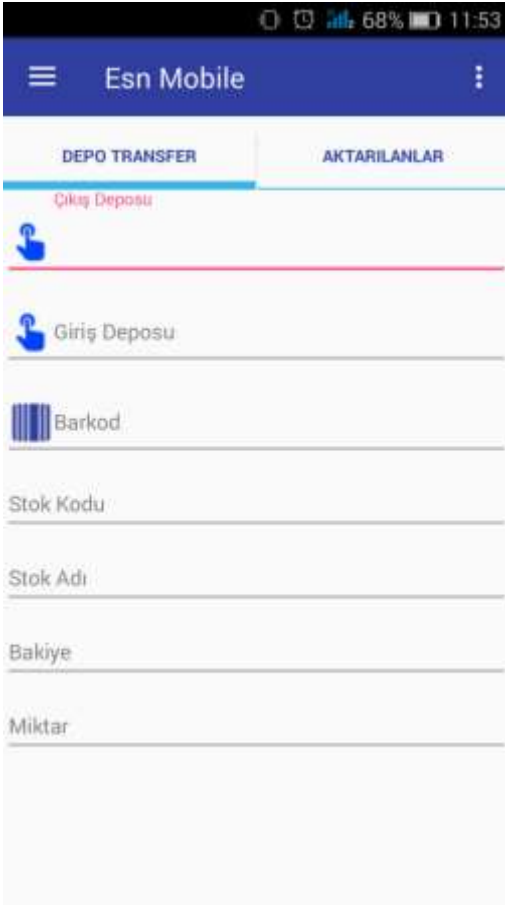 68% 11:53
Esn Mobile
DEPO TRANSFER AKTARILANLAR
Çıkış Deposu
Giriş Deposu
Barkod
Stok Kodu
Stok Adı
Bakiye
Miktar